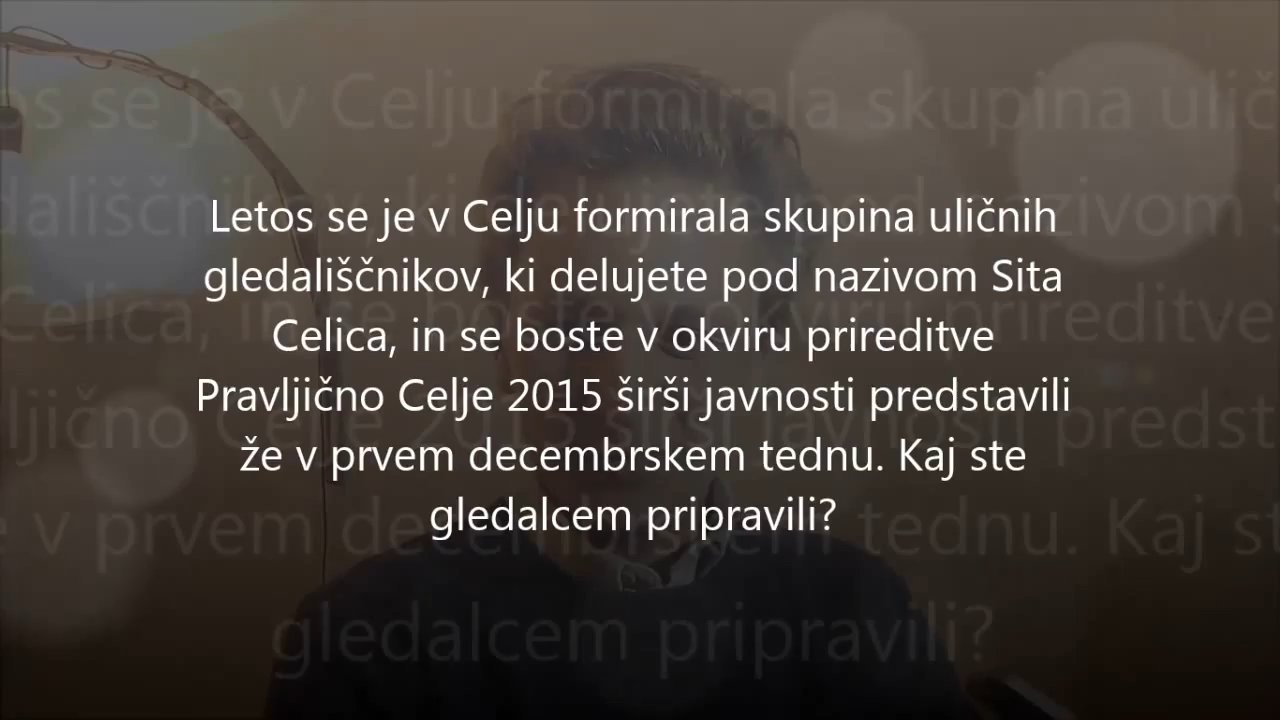 Letos se je v Celju formirala skupina uličnih
gledališčnikov, ki delujete pod nazivom Sita
Celica, in se boste v okviru prireditve
Pravljično Celje 2015 širši javnosti predstavili
že v prvem decembrskem tednu. Kaj ste
gledalcem pripravili?